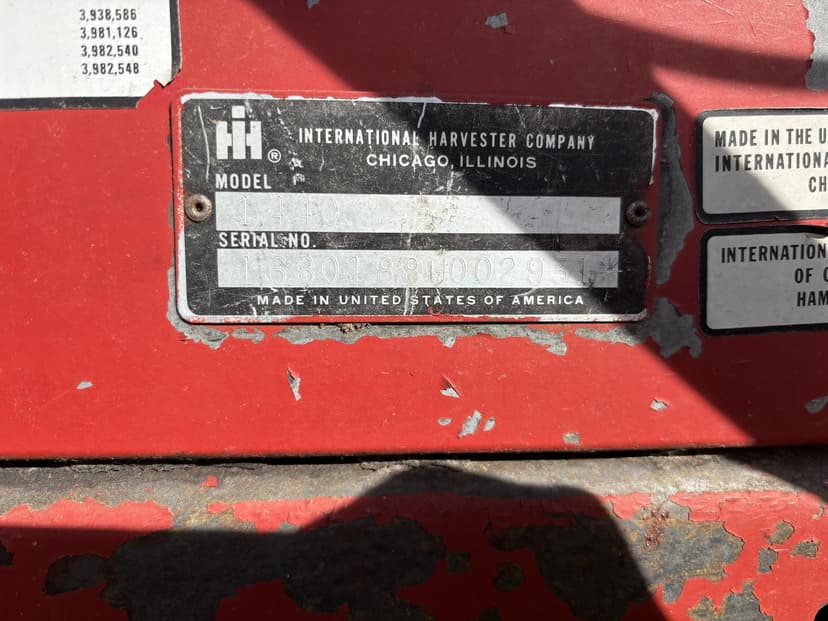 3,938,586
3,981,126
3,982,540
3,982,548
IH ®
INTERNATIONAL HARVESTER COMPANY
CHICAGO, ILLINOIS
MODEL
SERIAL NO.
MADE IN UNITED STATES OF AMERICA
MADE IN THE U
INTERNATIONA
CH
INTERNATION
OF C
HAM